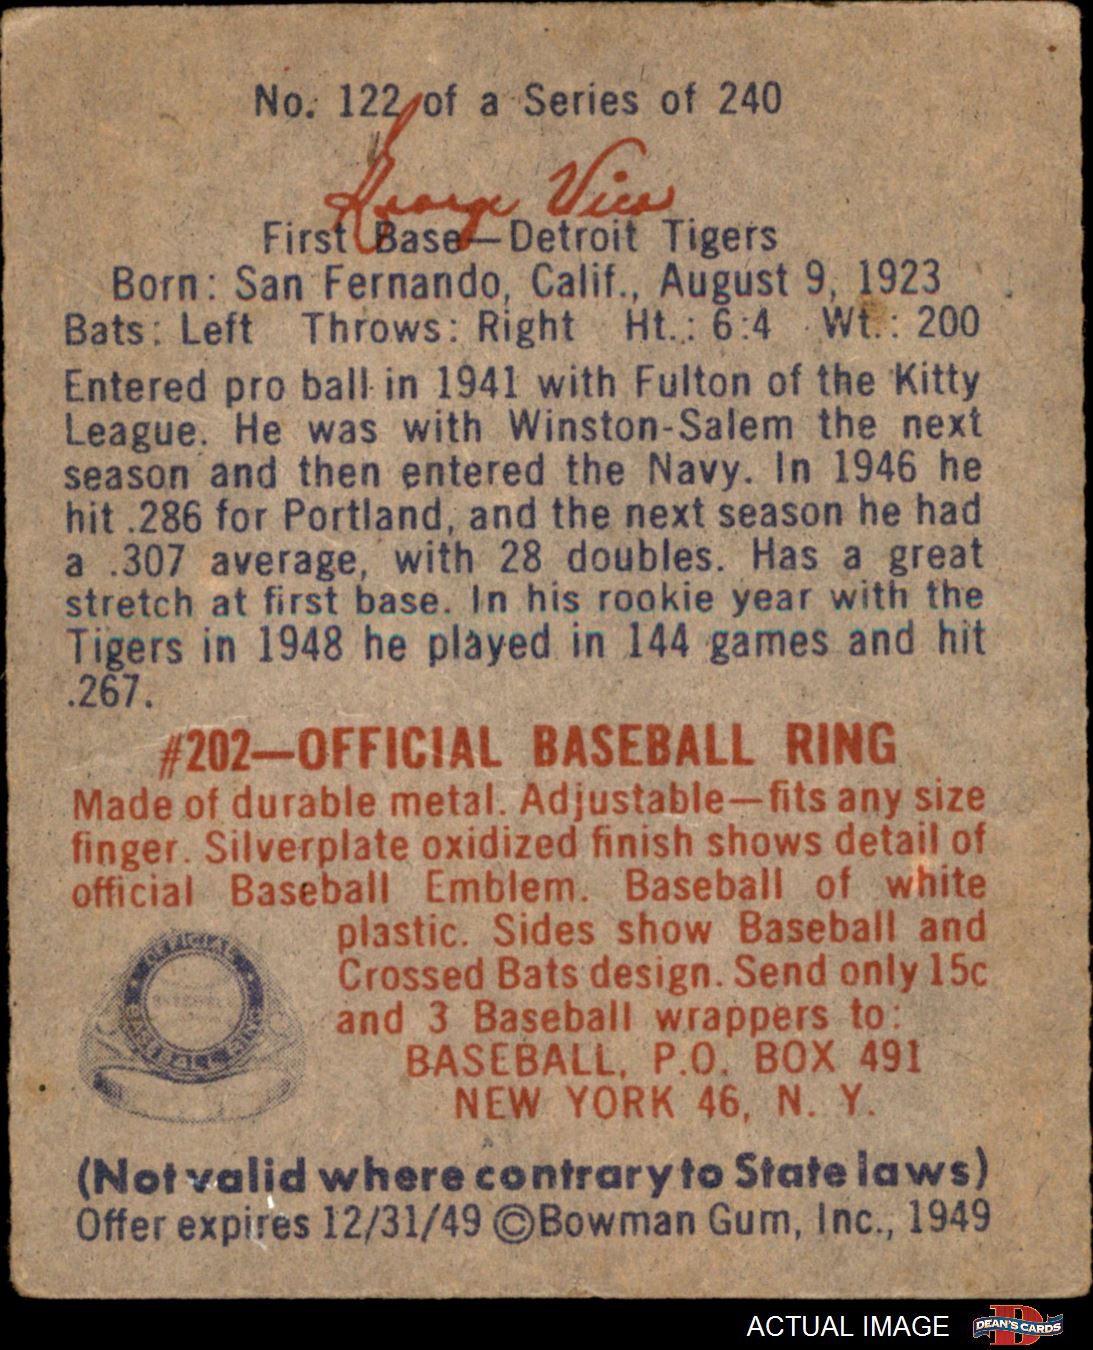 No. 122 of a Series of 240
George Vico
First Base—Detroit Tigers
Born: San Fernando, Calif., August 9, 1923
Bats: Left Throws: Right Ht.: 6:4 Wt.: 200
Entered pro ball in 1941 with Fulton of the Kitty
League. He was with Winston-Salem the next
season and then entered the Navy. In 1946 he
hit .286 for Portland, and the next season he had
a .307 average, with 28 doubles. Has a great
stretch at first base. In his rookie year with the
Tigers in 1948 he played in 144 games and hit
.267.
#202—OFFICIAL BASEBALL RING
Made of durable metal. Adjustable—fits any size
finger. Silverplate oxidized finish shows detail of
official Baseball Emblem. Baseball of white
plastic. Sides show Baseball and
Crossed Bats design. Send only 15c
and 3 Baseball wrappers to:
BASEBALL, P.O. BOX 491
NEW YORK 46, N. Y.
OFFICIAL
BASEBALL RING
(Not valid where contrary to State laws)
Offer expires 12/31/49 ©Bowman Gum, Inc., 1949
ACTUAL IMAGE
D
DEAN'S CARDS